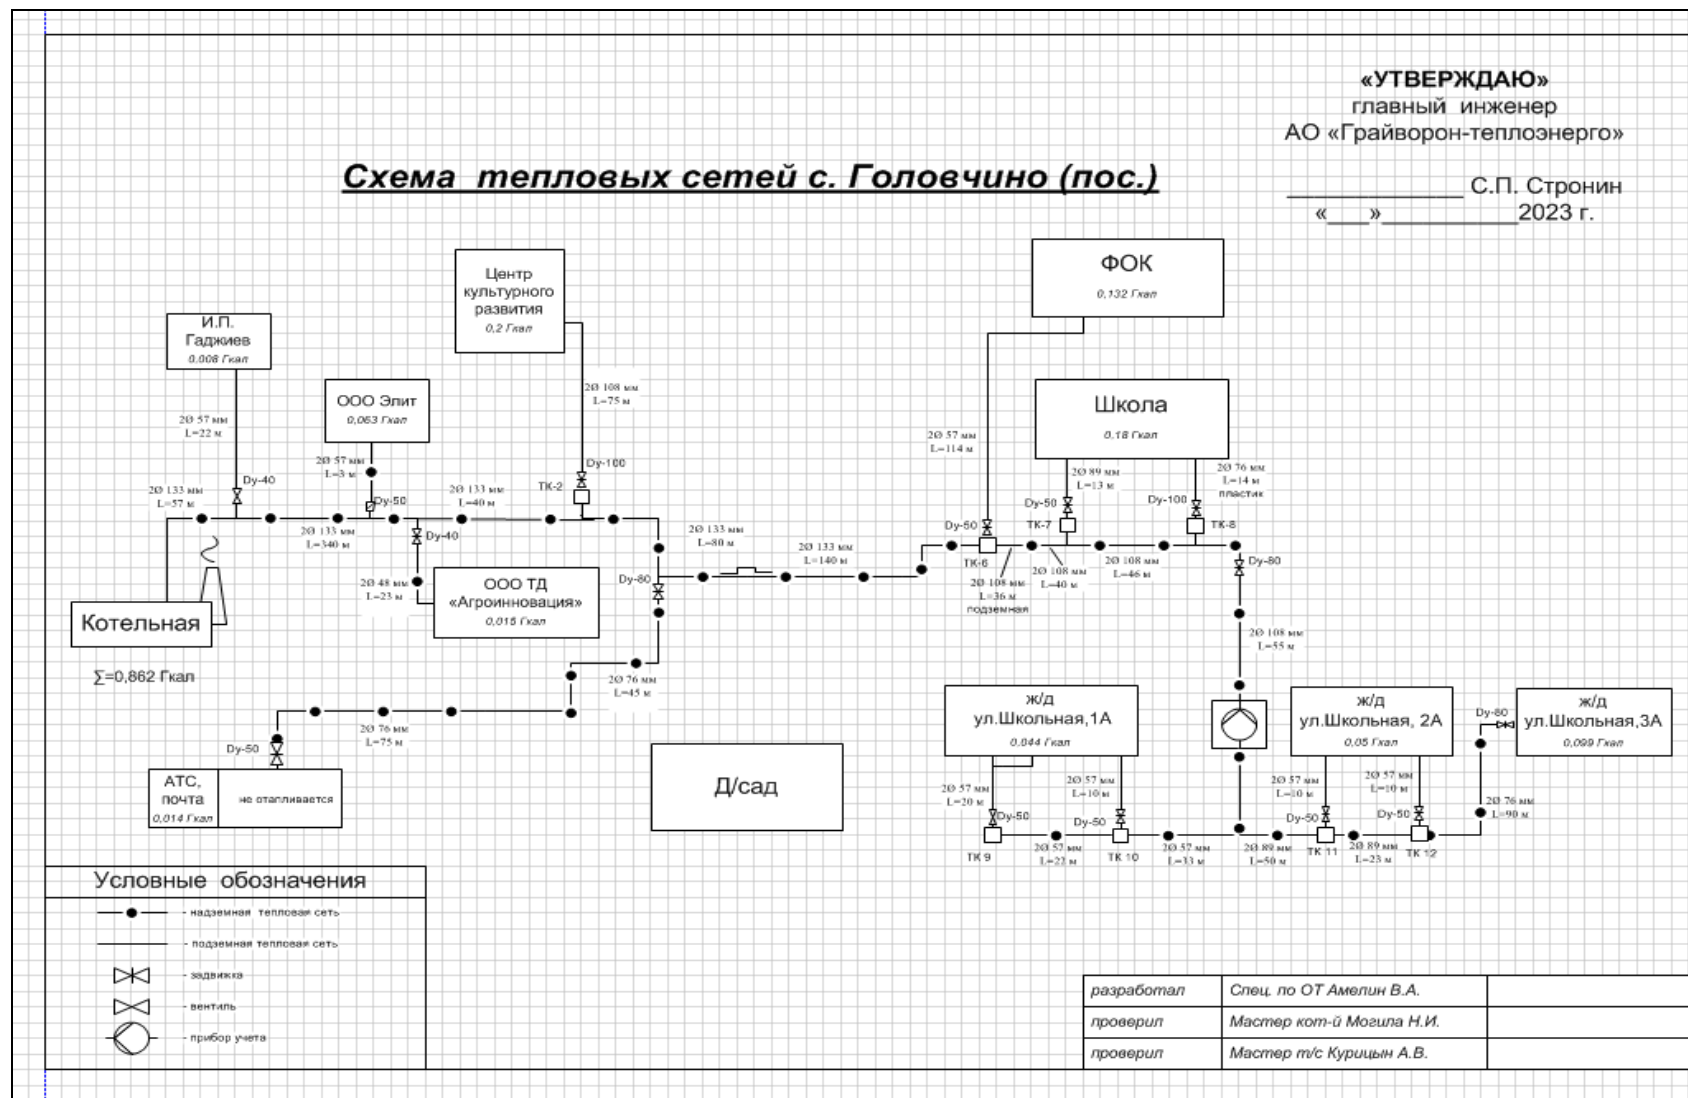 «УТВЕРЖДАЮ»
главный инженер
АО «Грайворон-теплоэнерго»
______________ С.П. Стронин
«___»___________2023 г.
Схема тепловых сетей с. Головчино (пос.)
ФОК
0,132 Гкал
Центр
культурного
развития
0,2 Гкал
И.П.
Гаджиев
0,008 Гкал
ООО Элит
0,063 Гкал
Школа
0,18 Гкал
2Ø 108 мм
L=75 м
2Ø 57 мм
L=22 м
2Ø 57 мм
L=3 м
2Ø 57 мм
L=114 м
2Ø 89 мм
L=13 м
2Ø 76 мм
L=14 м
пластик
Dy-40
Dy-50
Dy-100
ТК-2
2Ø 133 мм
L=57 м
2Ø 133 мм
L=340 м
2Ø 133 мм
L=40 м
Dy-40
2Ø 133 мм
L=80 м
2Ø 133 мм
L=140 м
Dy-50
ТК-6
Dy-50
ТК-7
Dy-100
ТК-8
2Ø 108 мм
L=36 м
подземная
2Ø 108 мм
L=40 м
2Ø 108 мм
L=46 м
Dy-80
2Ø 48 мм
L=23 м
ООО ТД
«Агроинновация»
0,015 Гкал
Dy-80
Котельная
∑=0,862 Гкал
2Ø 108 мм
L=55 м
2Ø 76 мм
L=45 м
2Ø 76 мм
L=75 м
Dy-50
АТС,
почта
0,014 Гкал
не отапливается
Д/сад
ж/д
ул.Школьная,1А
0,044 Гкал
ж/д
ул.Школьная, 2А
0,05 Гкал
Dy-80
ж/д
ул.Школьная,3А
0,099 Гкал
2Ø 57 мм
L=20 м
2Ø 57 мм
L=10 м
2Ø 57 мм
L=10 м
2Ø 57 мм
L=10 м
2Ø 76 мм
L=90 м
Dy-50
Dy-50
Dy-50
Dy-50
ТК 9
2Ø 57 мм
L=22 м
ТК 10
2Ø 57 мм
L=33 м
2Ø 89 мм
L=50 м
ТК 11
2Ø 89 мм
L=23 м
ТК 12
Условные обозначения
- надземная тепловая сеть
- подземная тепловая сеть
- задвижка
- вентиль
- прибор учета
разработал Спец. по ОТ Амелин В.А.
проверил Мастер кот-й Могила Н.И.
проверил Мастер т/с Курицын А.В.